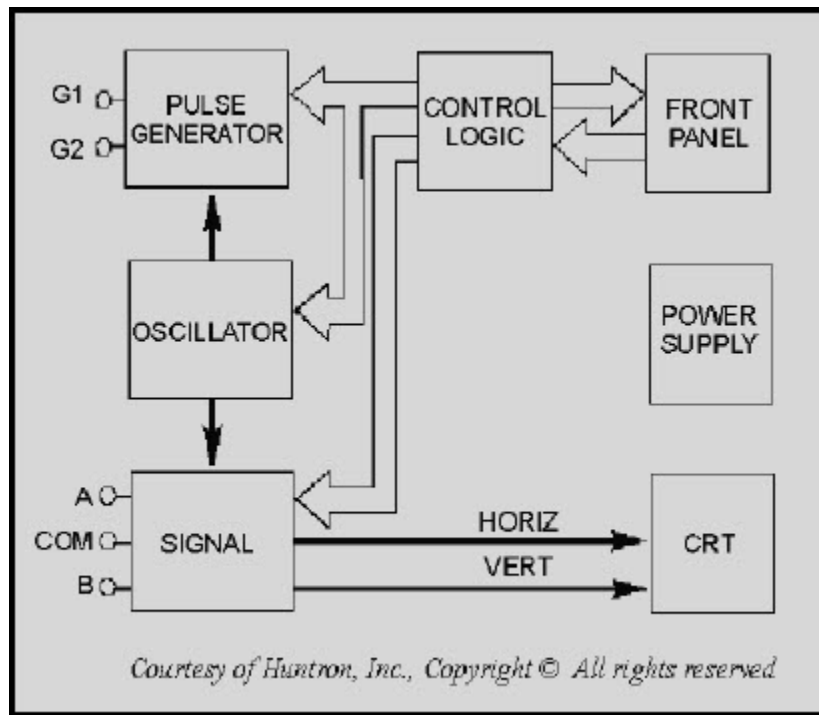 G1
G2
PULSE
GENERATOR
CONTROL
LOGIC
FRONT
PANEL
OSCILLATOR
POWER
SUPPLY
A
COM
B
SIGNAL
HORIZ
VERT
CRT
Courtesy of Huntron, Inc., Copyright © All rights reserved